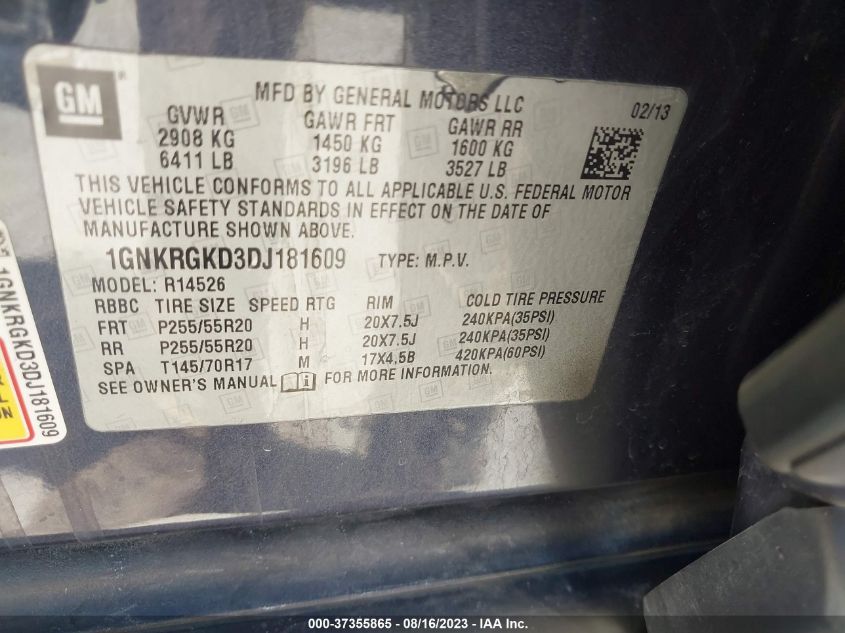 GM
MFD BY GENERAL MOTORS LLC
02/13
GVWR GAWR FRT GAWR RR
2908 KG 1450 KG 1600 KG
6411 LB 3196 LB 3527 LB
THIS VEHICLE CONFORMS TO ALL APPLICABLE U.S. FEDERAL MOTOR
VEHICLE SAFETY STANDARDS IN EFFECT ON THE DATE OF
MANUFACTURE SHOWN ABOVE.
1GNKRGKD3DJ181609 TYPE: M.P.V.
MODEL: R14526
RBBC TIRE SIZE SPEED RTG RIM COLD TIRE PRESSURE
FRT P255/55R20 H 20X7.5J 240KPA(35PSI)
RR P255/55R20 H 20X7.5J 240KPA(35PSI)
SPA T145/70R17 M 17X4.5B 420KPA(60PSI)
SEE OWNER'S MANUAL FOR MORE INFORMATION.
1GNKRGKD3DJ181609
000-37355865 - 08/16/2023 - IAA Inc.